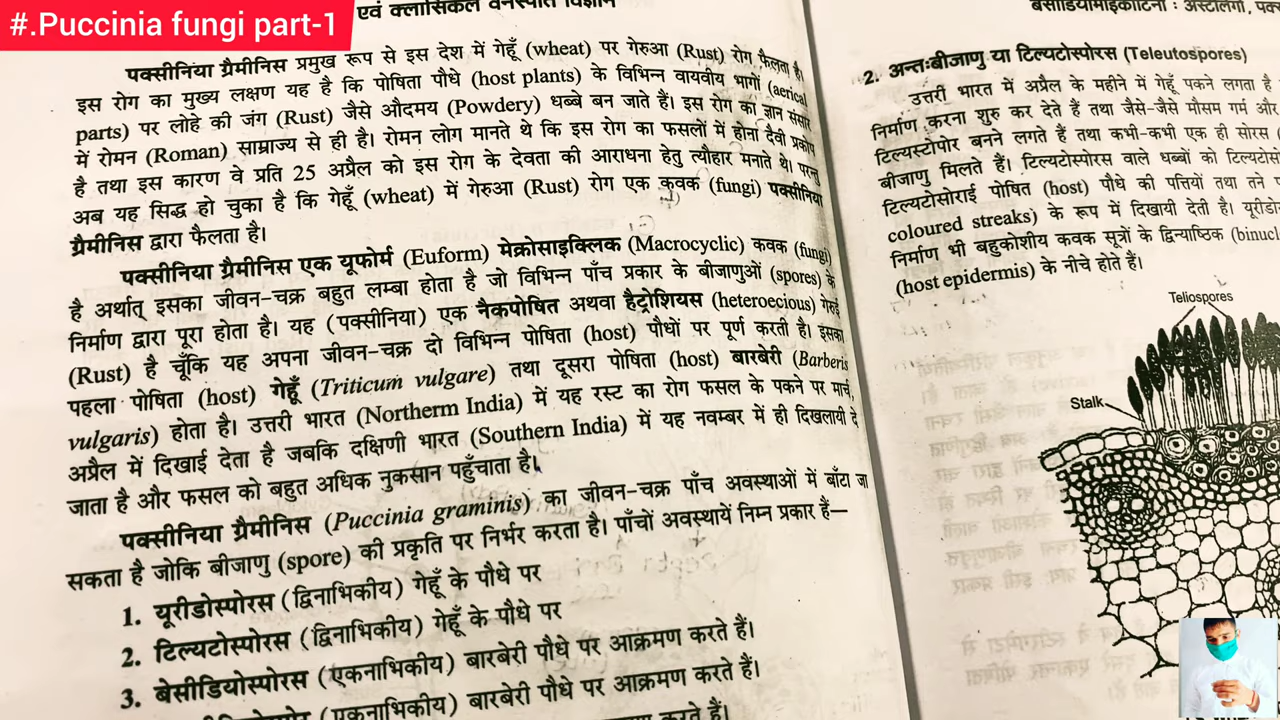 #.Puccinia fungi part-1
एवं क्लासिकल वनस्पति विज्ञान
पक्सीनिया ग्रैमीनिस प्रमुख रूप से इस देश में गेहूँ (wheat) पर गेरुआ (Rust) रोग फैलता है।
इस रोग का मुख्य लक्षण यह है कि पोषिता पौधे (host plants) के विभिन्न वायवीय भागों (aerical
parts) पर लोहे की जंग (Rust) जैसे औदमय (Powdery) धब्बे बन जाते हैं। इस रोग का ज्ञान संसार
में रोमन (Roman) साम्राज्य से ही है। रोमन लोग मानते थे कि इस रोग का फसलों में होना दैवी प्रकोप
है तथा इस कारण वे प्रति 25 अप्रैल को इस रोग के देवता की आराधना हेतु त्यौहार मनाते थे। परन्तु
अब यह सिद्ध हो चुका है कि गेहूँ (wheat) में गेरुआ (Rust) रोग एक कवक (fungi) पक्सीनिया
ग्रैमीनिस द्वारा फैलता है।
पक्सीनिया ग्रैमीनिस एक यूफोर्म (Euform) मेक्रोसाइक्लिक (Macrocyclic) कवक (fungi)
है अर्थात् इसका जीवन-चक्र बहुत लम्बा होता है जो विभिन्न पाँच प्रकार के बीजाणुओं (spores) के
निर्माण द्वारा पूरा होता है। यह (पक्सीनिया) एक नैकपोषित अथवा हैट्रोशियस (heteroecious) गेरुई
(Rust) है चूँकि यह अपना जीवन-चक्र दो विभिन्न पोषिता (host) पौधों पर पूर्ण करती है। इसका
पहला पोषिता (host) गेहूँ (Triticum vulgare) तथा दूसरा पोषिता (host) बारबेरी (Barberis
vulgaris) होता है। उत्तरी भारत (Northerm India) में यह रस्ट का रोग फसल के पकने पर मार्च,
अप्रैल में दिखाई देता है जबकि दक्षिणी भारत (Southern India) में यह नवम्बर में ही दिखलायी दे
जाता है और फसल को बहुत अधिक नुकसान पहुँचाता है।
पक्सीनिया ग्रैमीनिस (Puccinia graminis) का जीवन-चक्र पाँच अवस्थाओं में बाँटा जा
सकता है जोकि बीजाणु (spore) की प्रकृति पर निर्भर करता है। पाँचों अवस्थायें निम्न प्रकार हैं—
1. यूरीडोस्पोरस (द्विनाभिकीय) गेहूँ के पौधे पर
2. टिल्यटोस्पोरस (द्विनाभिकीय) गेहूँ के पौधे पर
3. बेसीडियोस्पोरस (एकनाभिकीय) बारबेरी पौधे पर आक्रमण करते हैं।
(एकनाभिकीय) बारबेरी पौधे पर आक्रमण करते हैं।
करते हैं।
2. अन्तःबीजाणु या टिल्यटोस्पोरस (Teleutospores)
उत्तरी भारत में अप्रैल के महीने में गेहूँ पकने लगता है
निर्माण करना शुरु कर देते हैं तथा जैसे-जैसे मौसम गर्म और
टिल्यस्टोपोर बनने लगते हैं तथा कभी-कभी एक ही सोरस
बीजाणु मिलते हैं। टिल्यटोस्पोरस वाले धब्बों को
टिल्यटोसोराई पोषित (host) पौधे की पत्तियों तथा तने
coloured streaks) के रूप में दिखायी देती है।
निर्माण भी बहुकोशीय कवक सूत्रों के द्विन्याष्ठिक
(host epidermis) के नीचे होते हैं।
Teliospores
Stalk